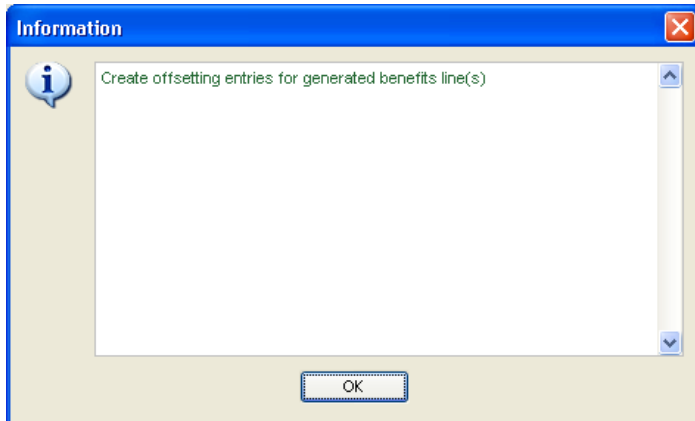 Information
Create offsetting entries for generated benefits line(s)
OK